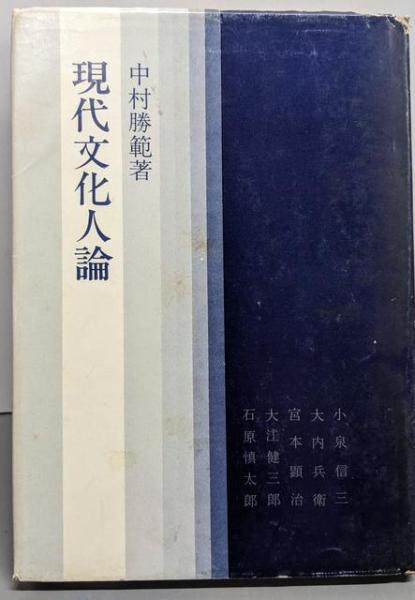 現代文化人論
中村勝範著
小泉信三
大内兵衛
宮本顕治
大江健三郎
石原慎太郎